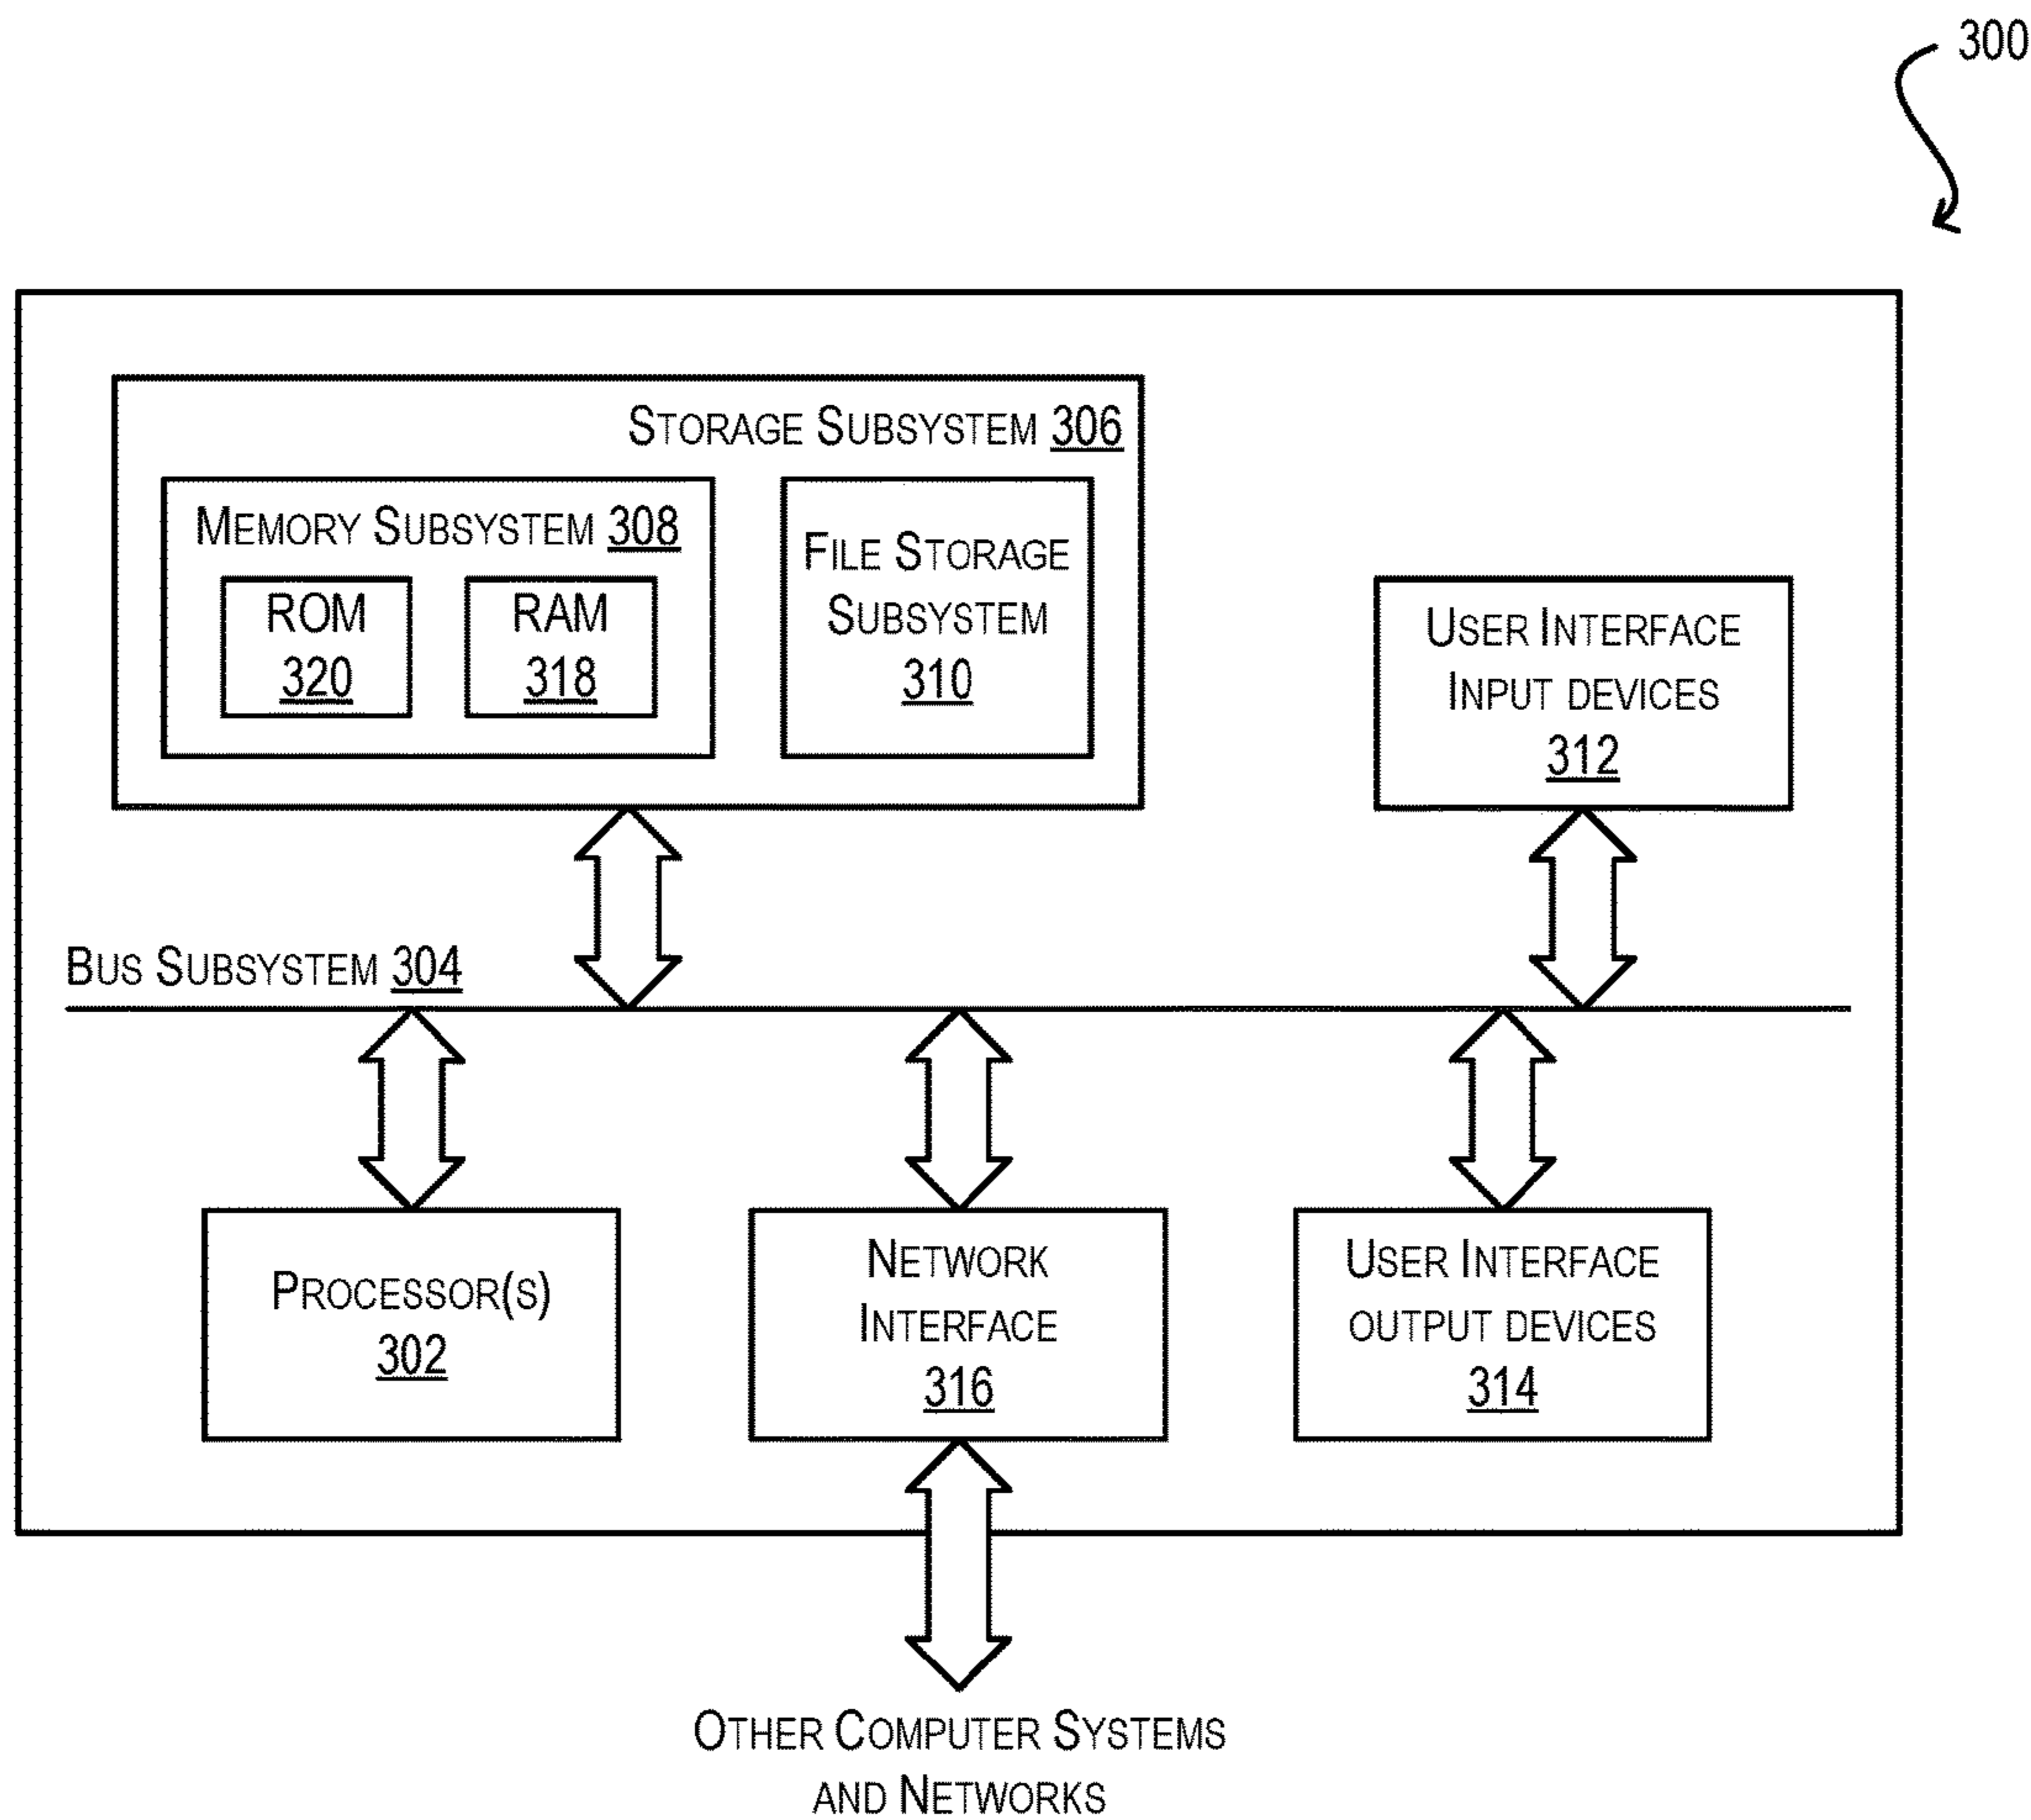 300
STORAGE SUBSYSTEM 306
MEMORY SUBSYSTEM 308
ROM
320
RAM
318
FILE STORAGE
SUBSYSTEM
310
USER INTERFACE
INPUT DEVICES
312
BUS SUBSYSTEM 304
PROCESSOR(S)
302
NETWORK
INTERFACE
316
USER INTERFACE
OUTPUT DEVICES
314
OTHER COMPUTER SYSTEMS
AND NETWORKS